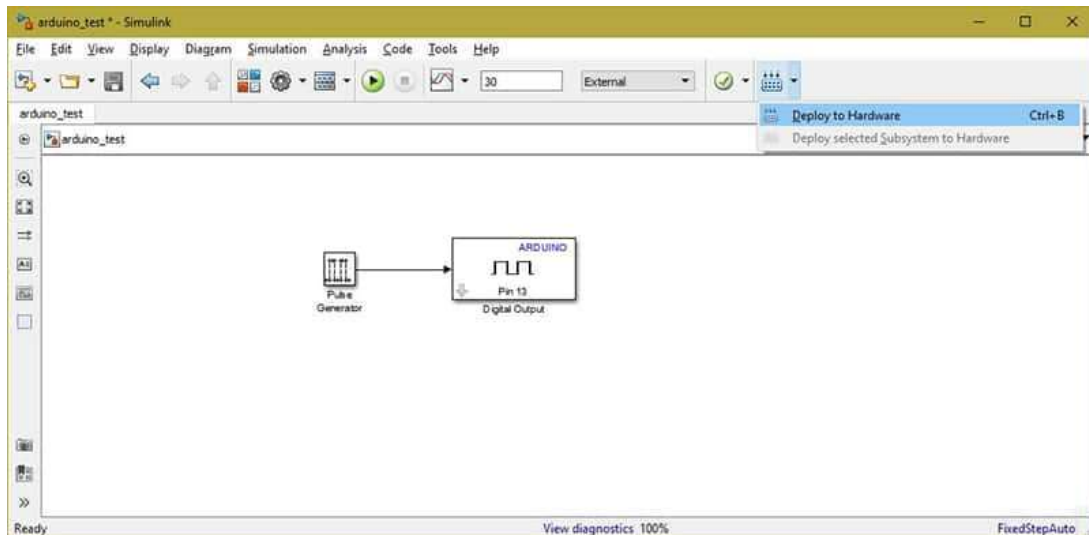 arduino_test * - Simulink
File Edit View Display Diagram Simulation Analysis Code Tools Help
30 External
arduino_test
Deploy to Hardware Ctrl+B
arduino_test
Deploy selected Subsystem to Hardware
ARDUINO
Pin 13
Pulse
Generator
Digital Output
Ready View diagnostics 100% FixedStepAuto